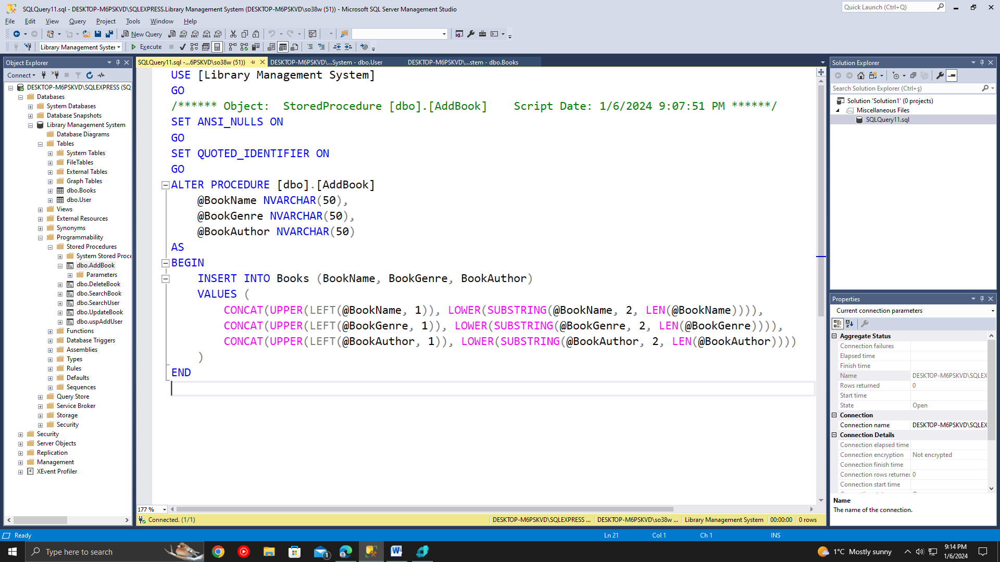 SQLQuery11.sql - DESKTOP-M6PSKVD\SQLEXPRESS.Library Management System (DESKTOP-M6PSKVD\so38w (51)) - Microsoft SQL Server Management Studio
Quick Launch (Ctrl+Q)
File Edit View Query Project Tools Window Help
New Query
MDX DMX XMLA DAX
Library Management System Execute
Object Explorer
Connect
DESKTOP-M6PSKVD\SQLEXPRESS (SQ
Databases
System Databases
Database Snapshots
Library Management System
Database Diagrams
Tables
System Tables
FileTables
External Tables
Graph Tables
dbo.Books
dbo.User
Views
External Resources
Synonyms
Programmability
Stored Procedures
System Stored Proce
dbo.AddBook
Parameters
dbo.DeleteBook
dbo.SearchBook
dbo.SearchUser
dbo.UpdateBook
dbo.uspAddUser
Functions
Database Triggers
Assemblies
Types
Rules
Defaults
Sequences
Query Store
Service Broker
Storage
Security
Security
Server Objects
Replication
Management
XEvent Profiler
SQLQuery11.sql -...6PSKVD\so38w (51)) DESKTOP-M6PSKVD\...System - dbo.User DESKTOP-M6PSKVD\...stem - dbo.Books
USE [Library Management System]
GO
/****** Object:  StoredProcedure [dbo].[AddBook]    Script Date: 1/6/2024 9:07:51 PM ******/
SET ANSI_NULLS ON
GO
SET QUOTED_IDENTIFIER ON
GO
ALTER PROCEDURE [dbo].[AddBook]
@BookName NVARCHAR(50),
@BookGenre NVARCHAR(50),
@BookAuthor NVARCHAR(50)
AS
BEGIN
INSERT INTO Books (BookName, BookGenre, BookAuthor)
VALUES (
CONCAT(UPPER(LEFT(@BookName, 1)), LOWER(SUBSTRING(@BookName, 2, LEN(@BookName)))),
CONCAT(UPPER(LEFT(@BookGenre, 1)), LOWER(SUBSTRING(@BookGenre, 2, LEN(@BookGenre)))),
CONCAT(UPPER(LEFT(@BookAuthor, 1)), LOWER(SUBSTRING(@BookAuthor, 2, LEN(@BookAuthor))))
)
END
177 %
Connected. (1/1) DESKTOP-M6PSKVD\SQLEXPRESS ... DESKTOP-M6PSKVD\so38w ... Library Management System 00:00:00 0 rows
Solution Explorer
Search Solution Explorer (Ctrl+ş)
Solution 'Solution1' (0 projects)
Miscellaneous Files
SQLQuery11.sql
Properties
Current connection parameters
Aggregate Status
Connection failures
Elapsed time
Finish time
Name DESKTOP-M6PSKVD\SQLEX
Rows returned 0
Start time
State Open
Connection
Connection name DESKTOP-M6PSKVD\SQLEX
Connection Details
Connection elapsed time
Connection encryption Not encrypted
Connection finish time
Connection rows returned 0
Connection start time
Name
The name of the connection.
Ready Ln 21 Col 1 Ch 1 INS
Type here to search
1
1°C Mostly sunny
9:14 PM
1/6/2024